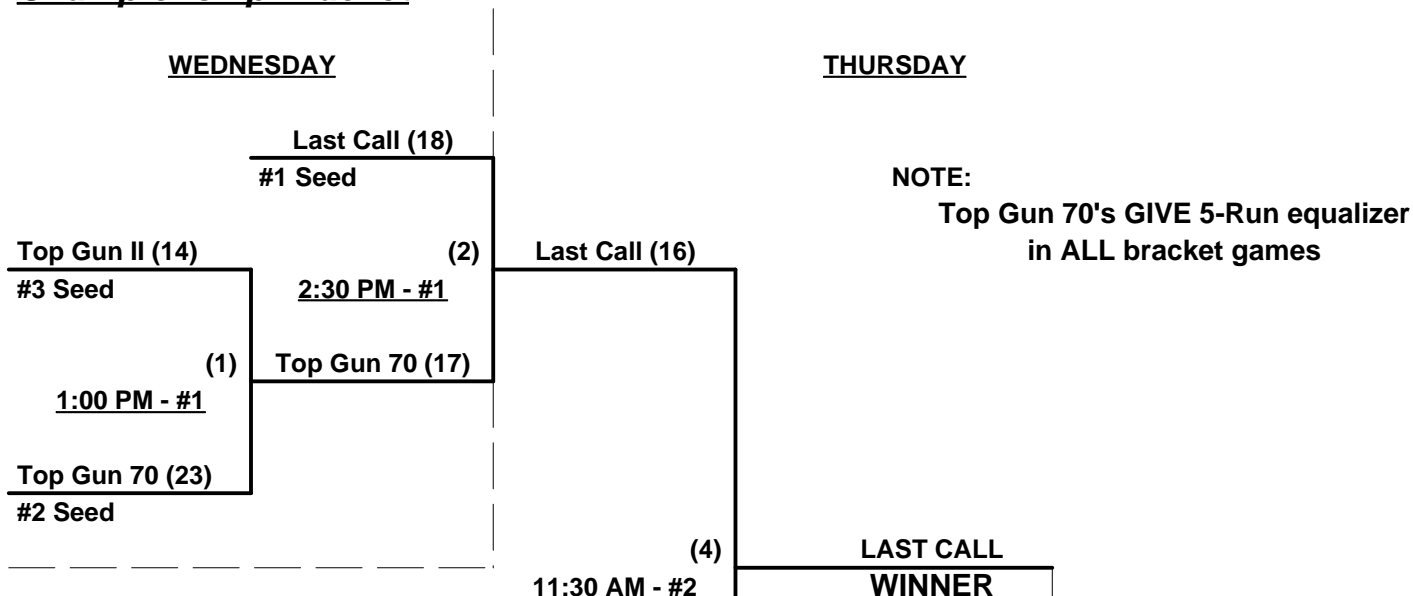 WEDNESDAY
THURSDAY
Last Call (18)
#1 Seed
NOTE:
Top Gun 70's GIVE 5-Run equalizer
in ALL bracket games
Top Gun II (14)
#3 Seed
(2)
2:30 PM - #1
Last Call (16)
(1)
1:00 PM - #1
Top Gun 70 (17)
Top Gun 70 (23)
#2 Seed
(4)
11:30 AM - #2
LAST CALL
WINNER